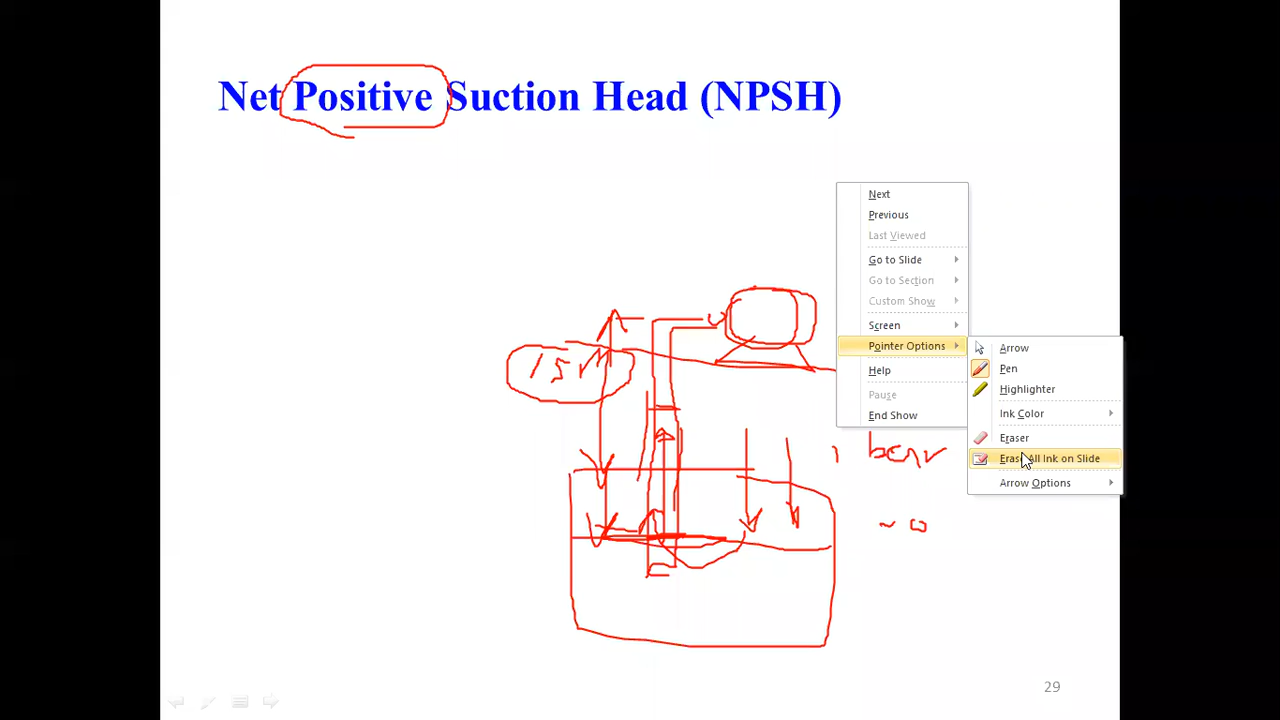 Net Positive Suction Head (NPSH)
Next
Previous
Last Viewed
Go to Slide
Go to Section
Custom Show
Screen
Pointer Options
Help
Pause
End Show
Arrow
Pen
Highlighter
Ink Color
Eraser
Erase All Ink on Slide
Arrow Options
15 m
29